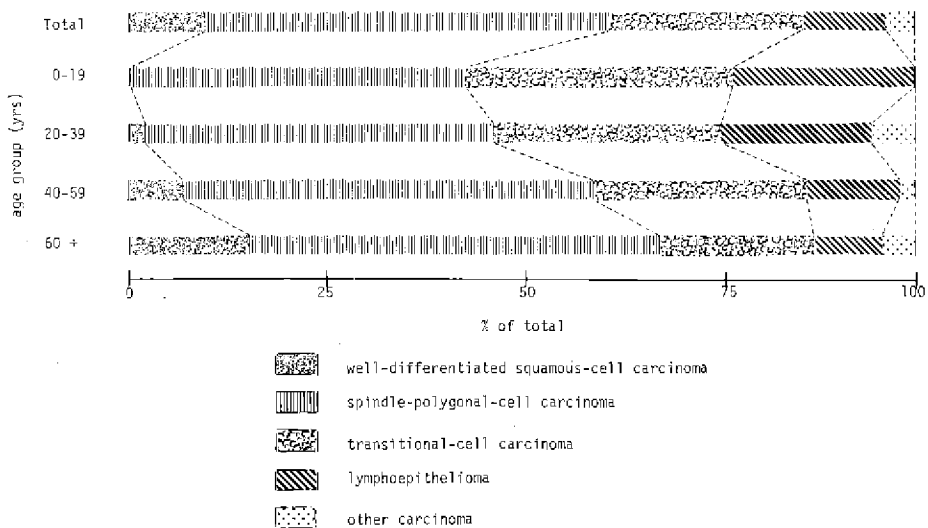 Total
0-19
20-39
40-59
60 +
age group (yrs)
0 25 50 75 100
% of total
well-differentiated squamous-cell carcinoma
spindle-polygonal-cell carcinoma
transitional-cell carcinoma
lymphoepithelioma
other carcinoma